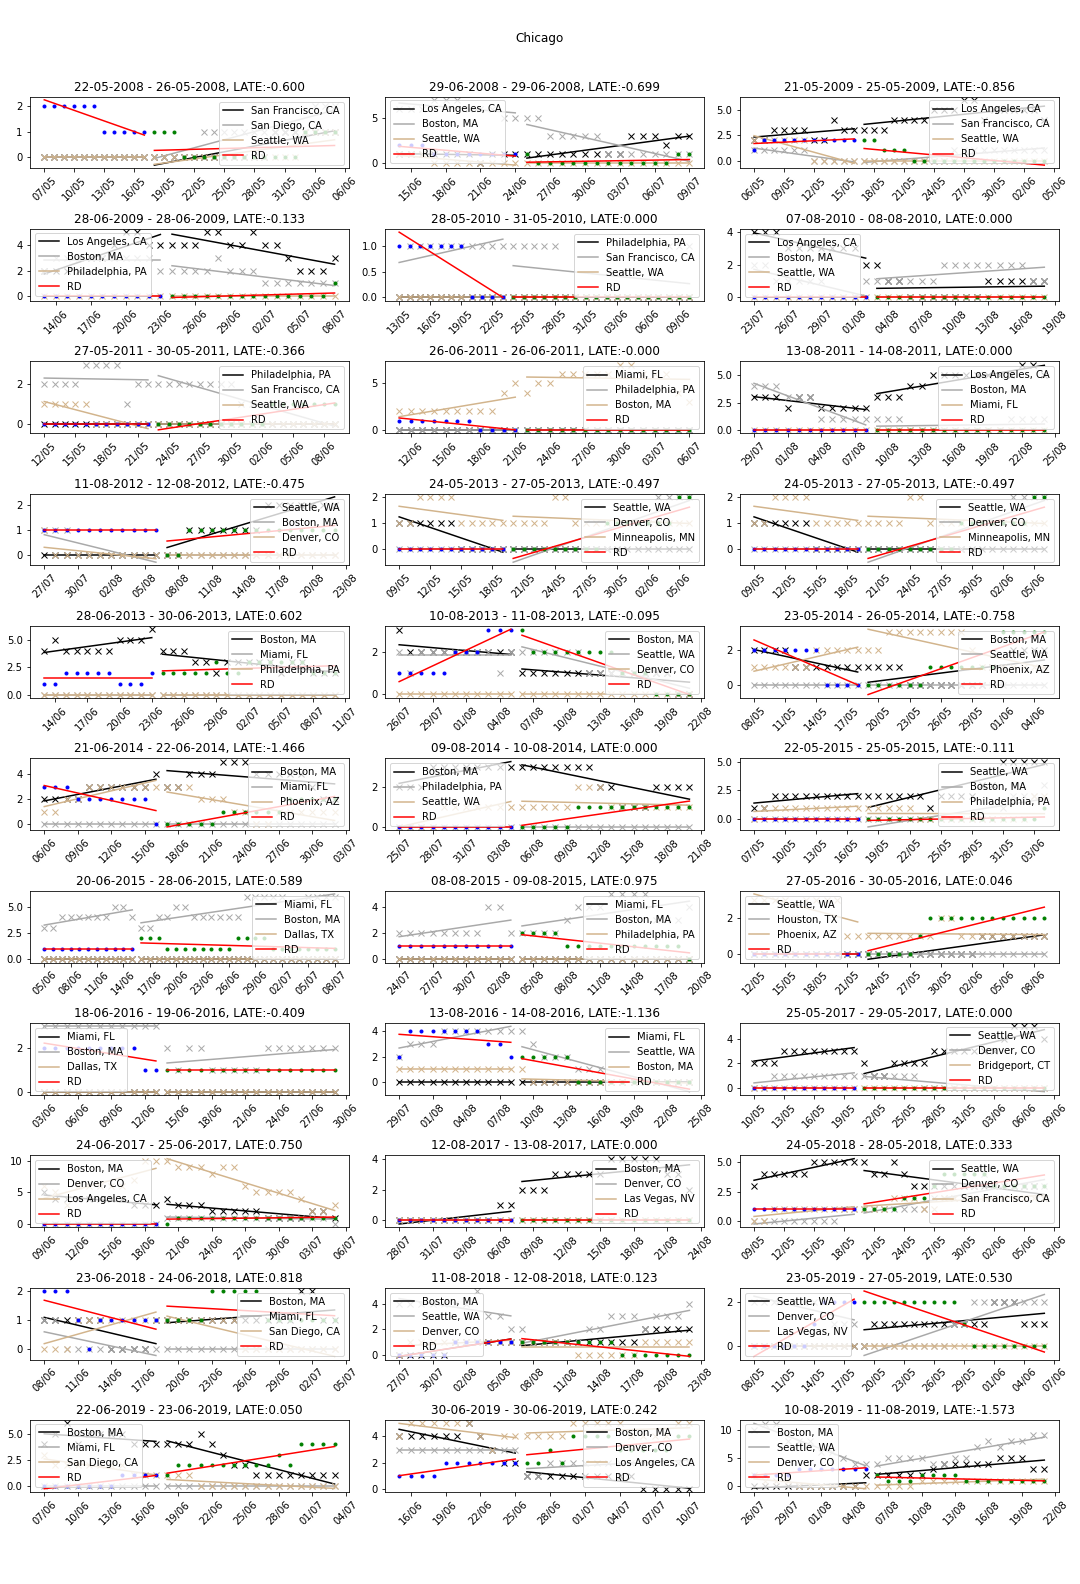 Chicago
22-05-2008 - 26-05-2008, LATE:-0.600
2
1
0
San Francisco, CA
San Diego, CA
Seattle, WA
RD
07/05 10/05 13/05 16/05 19/05 22/05 25/05 28/05 31/05 03/06 06/06
29-06-2008 - 29-06-2008, LATE:-0.699
5
0
Los Angeles, CA
Boston, MA
Seattle, WA
RD
15/06 18/06 21/06 24/06 27/06 30/06 03/07 06/07 09/07
21-05-2009 - 25-05-2009, LATE:-0.856
5.0
2.5
0.0
Los Angeles, CA
San Francisco, CA
Seattle, WA
RD
06/05 09/05 12/05 15/05 18/05 21/05 24/05 27/05 30/05 02/06 05/06
28-06-2009 - 28-06-2009, LATE:-0.133
4
2
0
Los Angeles, CA
Boston, MA
Philadelphia, PA
RD
14/06 17/06 20/06 23/06 26/06 29/06 02/07 05/07 08/07
28-05-2010 - 31-05-2010, LATE:0.000
1.0
0.5
0.0
Philadelphia, PA
San Francisco, CA
Seattle, WA
RD
13/05 16/05 19/05 22/05 25/05 28/05 31/05 03/06 06/06 09/06
07-08-2010 - 08-08-2010, LATE:0.000
4
2
0
Los Angeles, CA
Boston, MA
Seattle, WA
RD
23/07 26/07 29/07 01/08 04/08 07/08 10/08 13/08 16/08 19/08
27-05-2011 - 30-05-2011, LATE:-0.366
2
0
Philadelphia, PA
San Francisco, CA
Seattle, WA
RD
12/05 15/05 18/05 21/05 24/05 27/05 30/05 02/06 05/06 08/06
26-06-2011 - 26-06-2011, LATE:-0.000
5
0
Miami, FL
Philadelphia, PA
Boston, MA
RD
12/06 15/06 18/06 21/06 24/06 27/06 30/06 03/07 06/07
13-08-2011 - 14-08-2011, LATE:0.000
5.0
2.5
0.0
Los Angeles, CA
Boston, MA
Miami, FL
RD
29/07 01/08 04/08 07/08 10/08 13/08 16/08 19/08 22/08 25/08
11-08-2012 - 12-08-2012, LATE:-0.475
2
1
0
Seattle, WA
Boston, MA
Denver, CO
RD
27/07 30/07 02/08 05/08 08/08 11/08 14/08 17/08 20/08 23/08
24-05-2013 - 27-05-2013, LATE:-0.497
2
1
0
Seattle, WA
Denver, CO
Minneapolis, MN
RD
09/05 12/05 15/05 18/05 21/05 24/05 27/05 30/05 02/06 05/06
24-05-2013 - 27-05-2013, LATE:-0.497
2
1
0
Seattle, WA
Denver, CO
Minneapolis, MN
RD
09/05 12/05 15/05 18/05 21/05 24/05 27/05 30/05 02/06 05/06
28-06-2013 - 30-06-2013, LATE:0.602
5.0
2.5
0.0
Boston, MA
Miami, FL
Philadelphia, PA
RD
14/06 17/06 20/06 23/06 26/06 29/06 02/07 05/07 08/07 11/07
10-08-2013 - 11-08-2013, LATE:-0.095
2
0
Boston, MA
Seattle, WA
Denver, CO
RD
26/07 29/07 01/08 04/08 07/08 10/08 13/08 16/08 19/08 22/08
23-05-2014 - 26-05-2014, LATE:-0.758
2
0
Boston, MA
Seattle, WA
Phoenix, AZ
RD
08/05 11/05 14/05 17/05 20/05 23/05 26/05 29/05 01/06 04/06
21-06-2014 - 22-06-2014, LATE:-1.466
4
2
0
Boston, MA
Miami, FL
Phoenix, AZ
RD
06/06 09/06 12/06 15/06 18/06 21/06 24/06 27/06 30/06 03/07
09-08-2014 - 10-08-2014, LATE:0.000
2
0
Boston, MA
Philadelphia, PA
Seattle, WA
RD
25/07 28/07 31/07 03/08 06/08 09/08 12/08 15/08 18/08 21/08
22-05-2015 - 25-05-2015, LATE:-0.111
5.0
2.5
0.0
Seattle, WA
Boston, MA
Philadelphia, PA
RD
07/05 10/05 13/05 16/05 19/05 22/05 25/05 28/05 31/05 03/06
20-06-2015 - 28-06-2015, LATE:0.589
5.0
2.5
0.0
Miami, FL
Boston, MA
Dallas, TX
RD
05/06 08/06 11/06 14/06 17/06 20/06 23/06 26/06 29/06 02/07 05/07 08/07
08-08-2015 - 09-08-2015, LATE:0.975
4
2
0
Miami, FL
Boston, MA
Philadelphia, PA
RD
24/07 27/07 30/07 02/08 05/08 08/08 11/08 14/08 17/08 20/08
27-05-2016 - 30-05-2016, LATE:0.046
2
0
Seattle, WA
Houston, TX
Phoenix, AZ
RD
12/05 15/05 18/05 21/05 24/05 27/05 30/05 02/06 05/06 08/06
18-06-2016 - 19-06-2016, LATE:-0.409
2
0
Miami, FL
Boston, MA
Dallas, TX
RD
03/06 06/06 09/06 12/06 15/06 18/06 21/06 24/06 27/06 30/06
13-08-2016 - 14-08-2016, LATE:-1.136
4
2
0
Miami, FL
Seattle, WA
Boston, MA
RD
29/07 01/08 04/08 07/08 10/08 13/08 16/08 19/08 22/08 25/08
25-05-2017 - 29-05-2017, LATE:0.000
4
2
0
Seattle, WA
Denver, CO
Bridgeport, CT
RD
10/05 13/05 16/05 19/05 22/05 25/05 28/05 31/05 03/06 06/06 09/06
24-06-2017 - 25-06-2017, LATE:0.750
10
5
0
Boston, MA
Denver, CO
Los Angeles, CA
RD
09/06 12/06 15/06 18/06 21/06 24/06 27/06 30/06 03/07 06/07
12-08-2017 - 13-08-2017, LATE:0.000
4
2
0
Boston, MA
Denver, CO
Las Vegas, NV
RD
28/07 31/07 03/08 06/08 09/08 12/08 15/08 18/08 21/08 24/08
24-05-2018 - 28-05-2018, LATE:0.333
5.0
2.5
0.0
Seattle, WA
Denver, CO
San Francisco, CA
RD
09/05 12/05 15/05 18/05 21/05 24/05 27/05 30/05 02/06 05/06 08/06
23-06-2018 - 24-06-2018, LATE:0.818
2
1
0
Boston, MA
Miami, FL
San Diego, CA
RD
08/06 11/06 14/06 17/06 20/06 23/06 26/06 29/06 02/07 05/07
11-08-2018 - 12-08-2018, LATE:0.123
4
2
0
Boston, MA
Seattle, WA
Denver, CO
RD
27/07 30/07 02/08 05/08 08/08 11/08 14/08 17/08 20/08 23/08
23-05-2019 - 27-05-2019, LATE:0.530
2
0
Seattle, WA
Denver, CO
Las Vegas, NV
RD
08/05 11/05 14/05 17/05 20/05 23/05 26/05 29/05 01/06 04/06 07/06
22-06-2019 - 23-06-2019, LATE:0.050
5.0
2.5
0.0
Boston, MA
Miami, FL
San Diego, CA
RD
07/06 10/06 13/06 16/06 19/06 22/06 25/06 28/06 01/07 04/07
30-06-2019 - 30-06-2019, LATE:0.242
4
2
0
Boston, MA
Denver, CO
Los Angeles, CA
RD
16/06 19/06 22/06 25/06 28/06 01/07 04/07 07/07 10/07
10-08-2019 - 11-08-2019, LATE:-1.573
10
5
0
Boston, MA
Seattle, WA
Denver, CO
RD
26/07 29/07 01/08 04/08 07/08 10/08 13/08 16/08 19/08 22/08